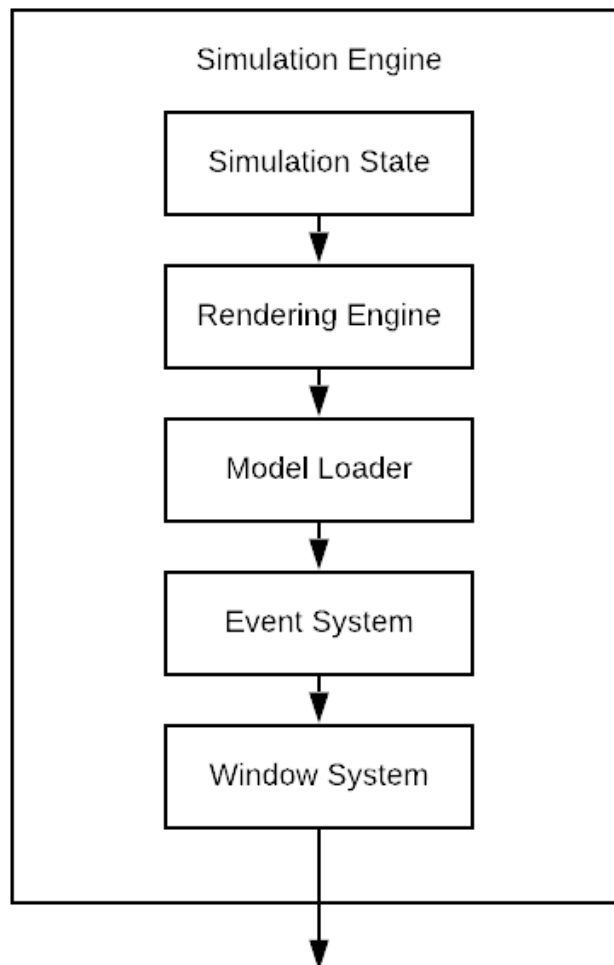 Simulation Engine
Simulation State
Rendering Engine
Model Loader
Event System
Window System